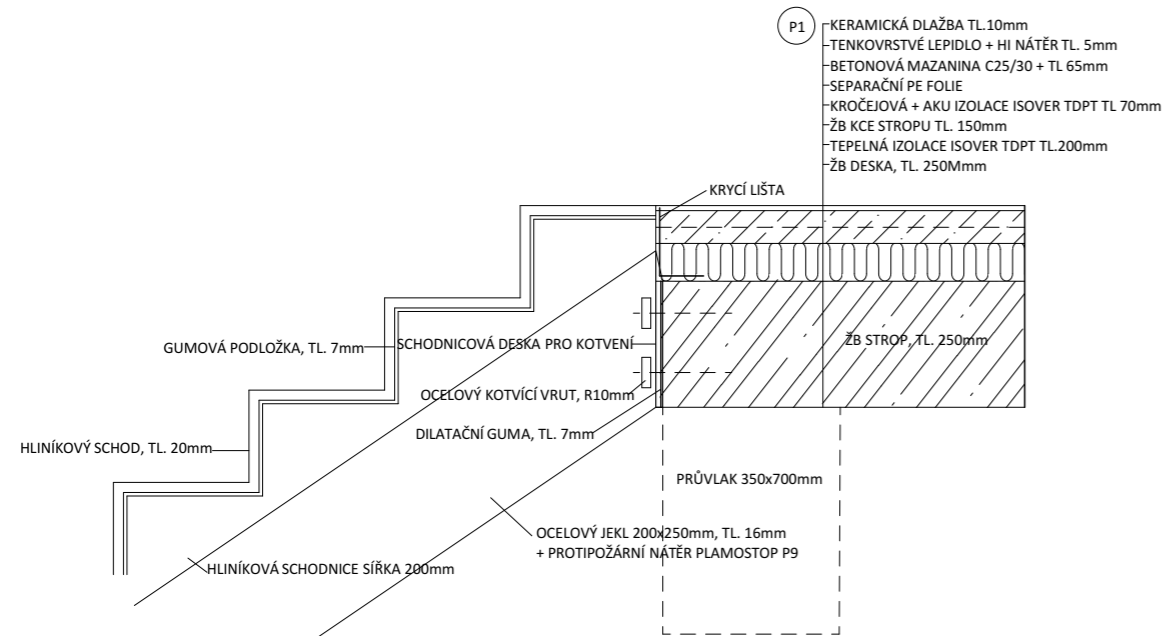 P1
KERAMICKÁ DLAŽBA TL.10mm
TENKOVRSTVÉ LEPIDLO + HI NÁTĚR TL. 5mm
BETONOVÁ MAZANINA C25/30 + TL 65mm
SEPARAČNÍ PE FOLIE
KROČEJOVÁ + AKU IZOLACE ISOVER TDPT TL 70mm
ŽB KCE STROPU TL. 150mm
TEPELNÁ IZOLACE ISOVER TDPT TL.200mm
ŽB DESKA, TL. 250Mmm
KRYCÍ LIŠTA
GUMOVÁ PODLOŽKA, TL. 7mm
SCHODNICOVÁ DESKA PRO KOTVENÍ
ŽB STROP, TL. 250mm
OCELOVÝ KOTVÍCÍ VRUT, R10mm
DILATAČNÍ GUMA, TL. 7mm
HLINÍKOVÝ SCHOD, TL. 20mm
PRŮVLAK 350x700mm
OCELOVÝ JEKL 200x250mm, TL. 16mm
+ PROTIPOŽÁRNÍ NÁTĚR PLAMOSTOP P9
HLINÍKOVÁ SCHODNICE SÍŘKA 200mm